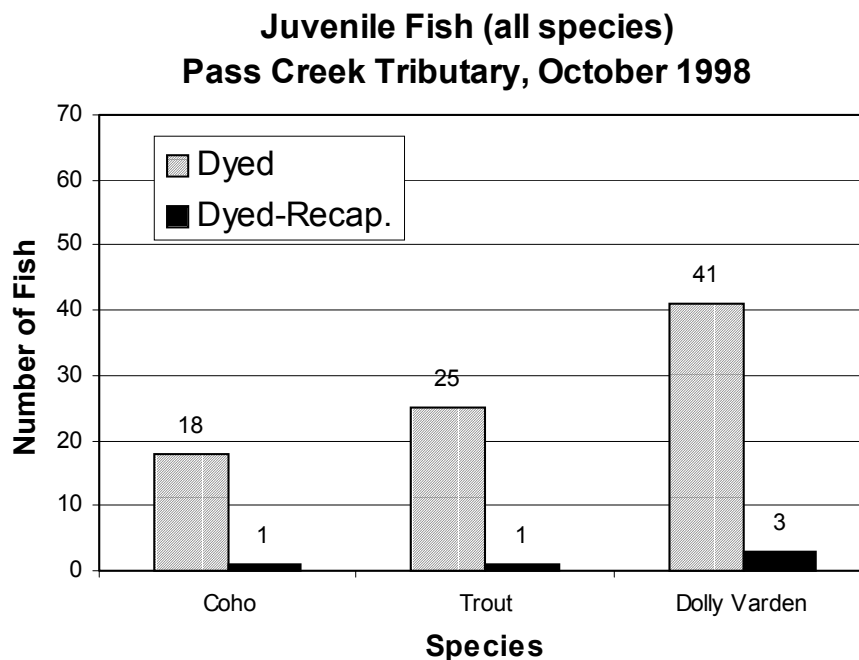 Juvenile Fish (all species)
Pass Creek Tributary, October 1998
70
60
50
40
30
20
10
0
Number of Fish
Dyed
Dyed-Recap.
18
1
25
1
41
3
Coho
Trout
Dolly Varden
Species